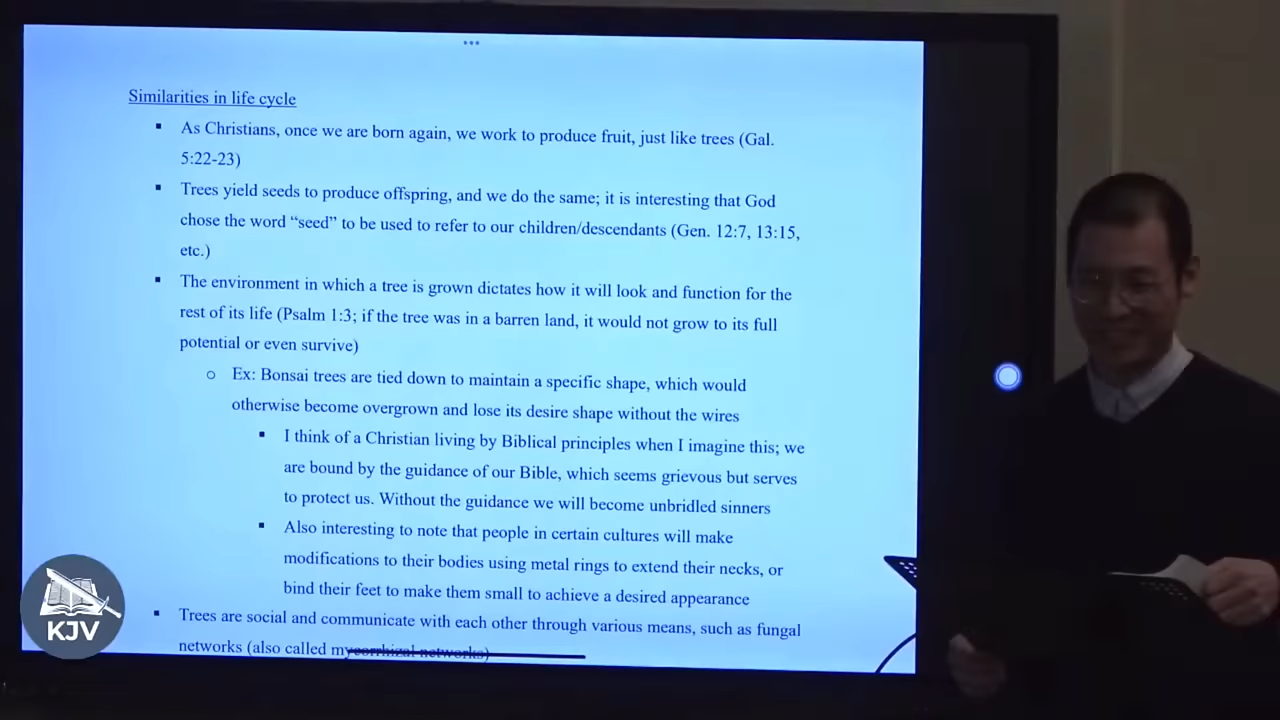 Similarities in life cycle
▪ As Christians, once we are born again, we work to produce fruit, just like trees (Gal.
5:22-23)
▪ Trees yield seeds to produce offspring, and we do the same; it is interesting that God
chose the word “seed” to be used to refer to our children/descendants (Gen. 12:7, 13:15,
etc.)
▪ The environment in which a tree is grown dictates how it will look and function for the
rest of its life (Psalm 1:3; if the tree was in a barren land, it would not grow to its full
potential or even survive)
o Ex: Bonsai trees are tied down to maintain a specific shape, which would
otherwise become overgrown and lose its desire shape without the wires
▪ I think of a Christian living by Biblical principles when I imagine this; we
are bound by the guidance of our Bible, which seems grievous but serves
to protect us. Without the guidance we will become unbridled sinners
▪ Also interesting to note that people in certain cultures will make
modifications to their bodies using metal rings to extend their necks, or
bind their feet to make them small to achieve a desired appearance
▪ Trees are social and communicate with each other through various means, such as fungal
networks (also called mycorrhizal networks)
KJV